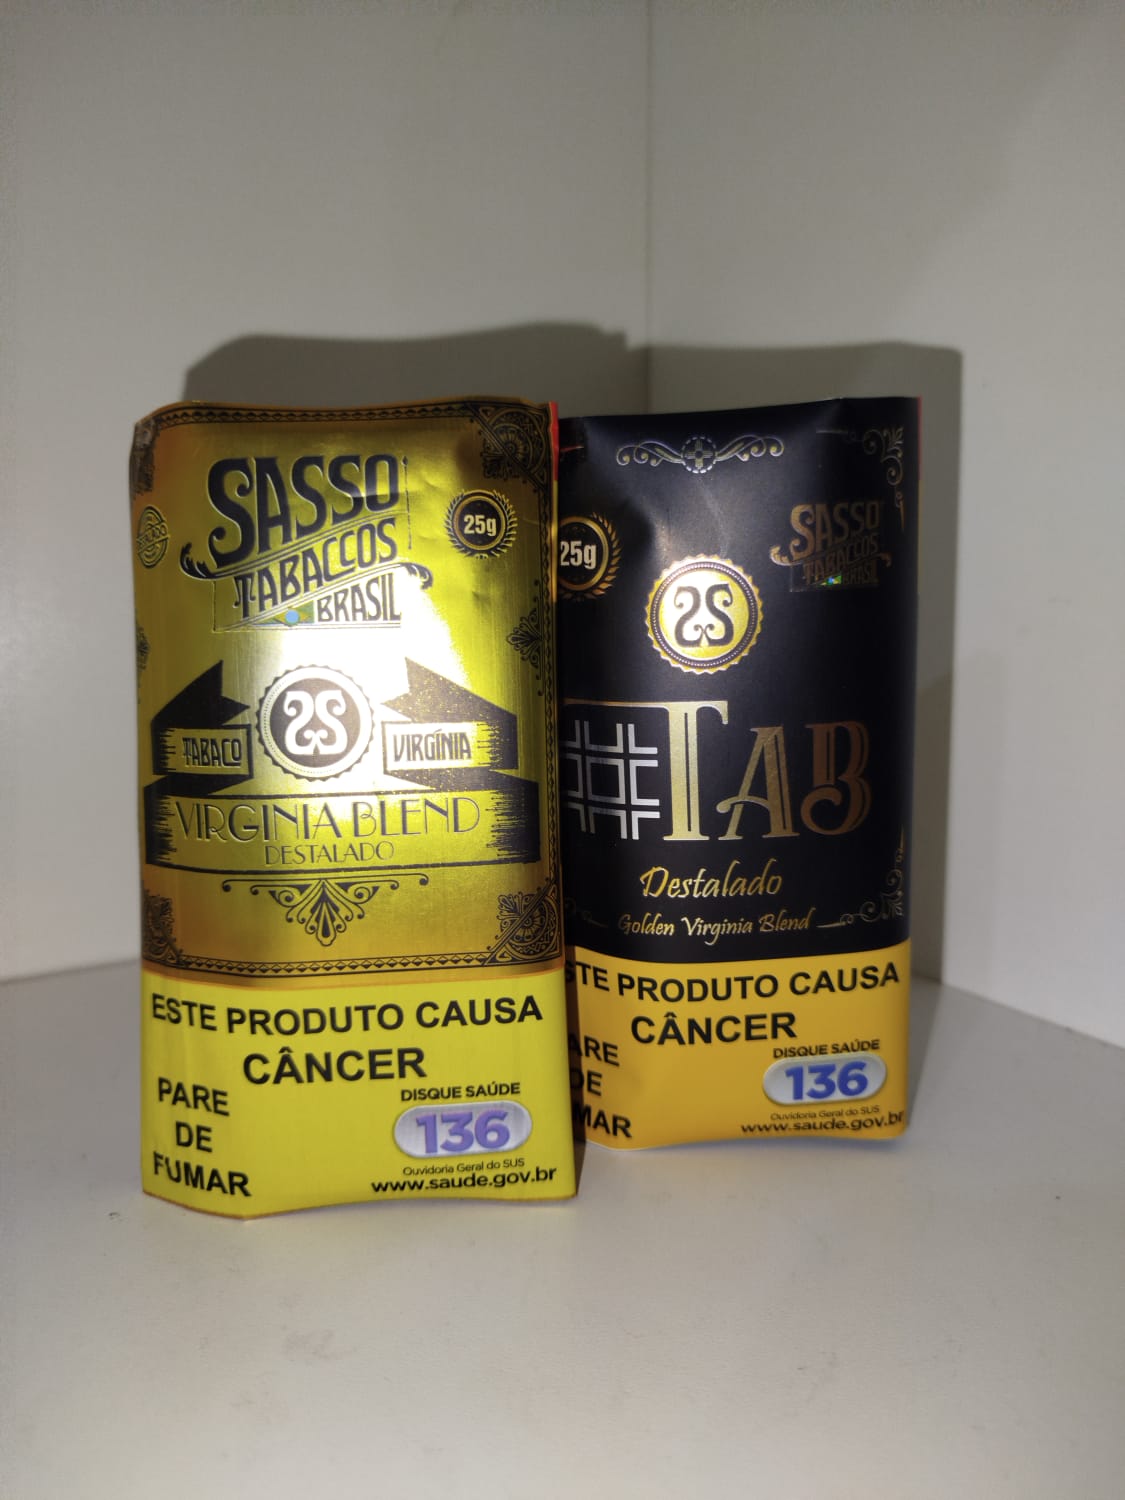 SASSO
TABACCOS
BRASIL
25g
TABACO
VIRGÍNIA
VIRGINIA BLEND
DESTALADO
ESTE PRODUTO CAUSA
CÂNCER
PARE
DE
FUMAR
DISQUE SAÚDE
136
Ouvidoria Geral do SUS
www.saude.gov.br
25g
SASSO
TABACCOS
BRASIL
#TAB
Destalado
Golden Virginia Blend
STE PRODUTO CAUSA
CÂNCER
ARE
DE
MAR
DISQUE SAÚDE
136
Ouvidoria Geral do SUS
www.saude.gov.br